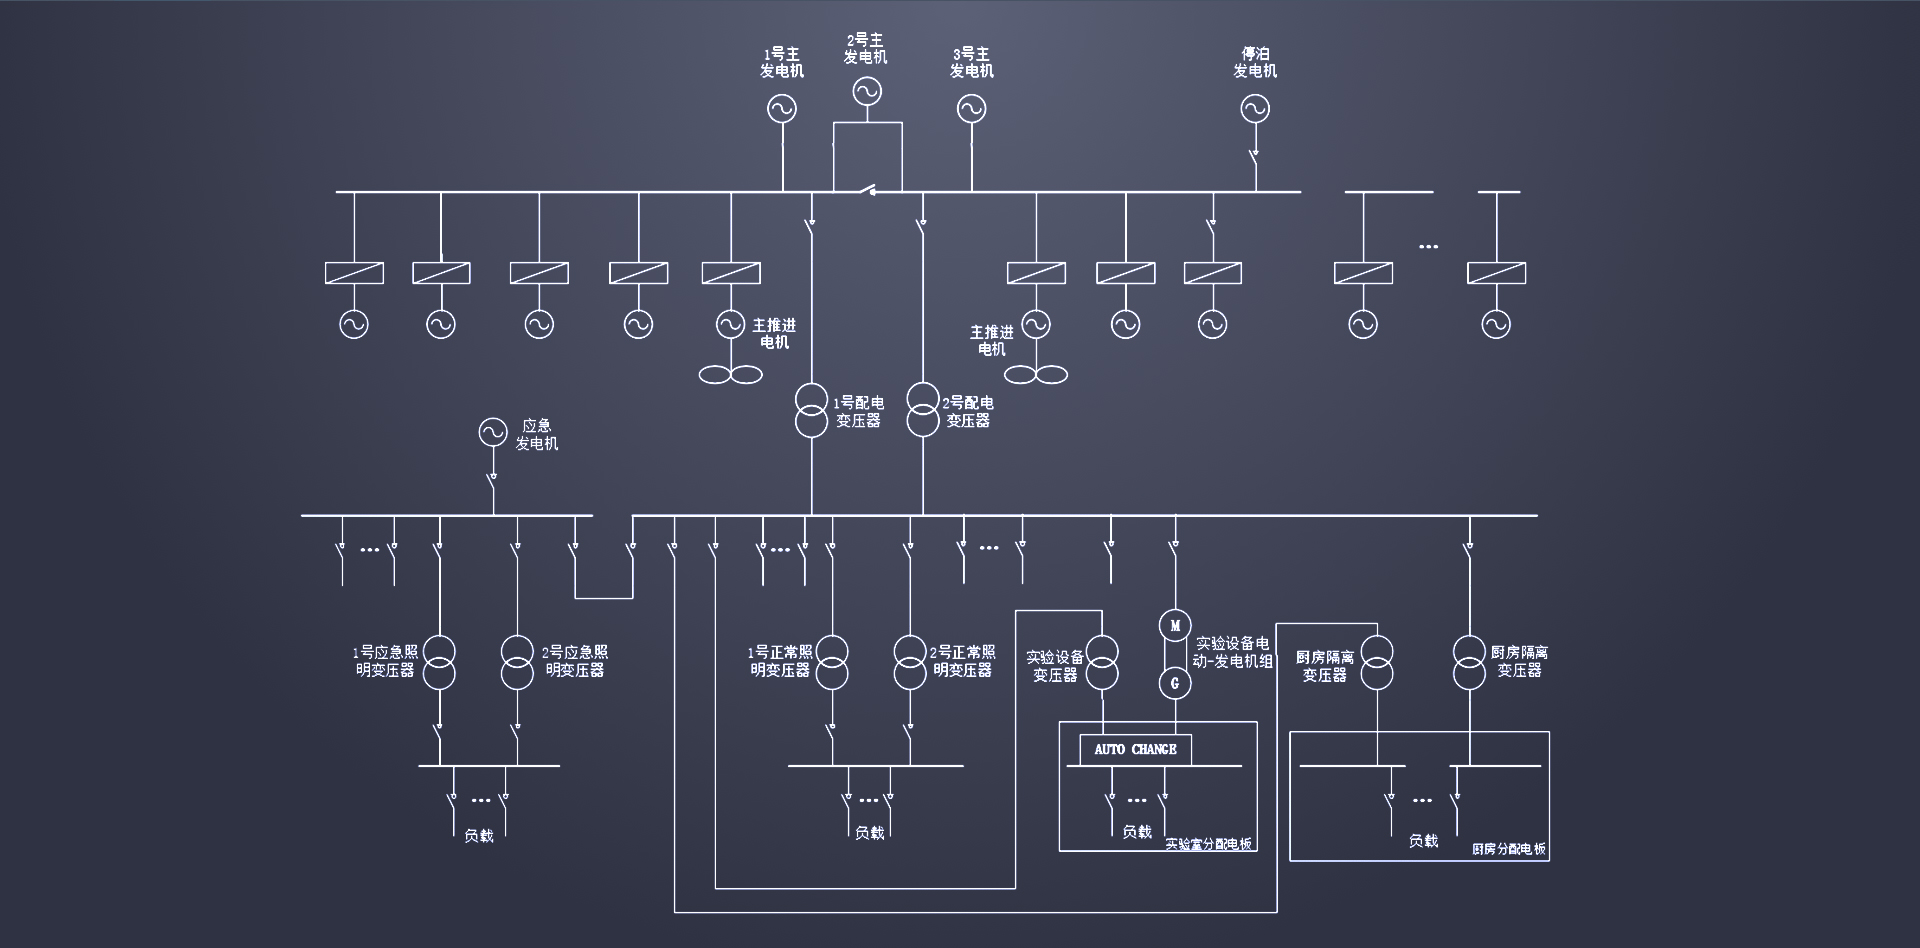 1号主
发电机
2号主
发电机
3号主
发电机
停泊
发电机
主推进
电机
主推进
电机
1号配电
变压器
2号配电
变压器
应急
发电机
1号应急照
明变压器
2号应急照
明变压器
1号正常照
明变压器
2号正常照
明变压器
实验设备
变压器
M
G
实验设备电
动-发电机组
厨房隔离
变压器
厨房隔离
变压器
AUTO CHANGE
负载
负载
负载
实验室分配电板
负载
厨房分配电板